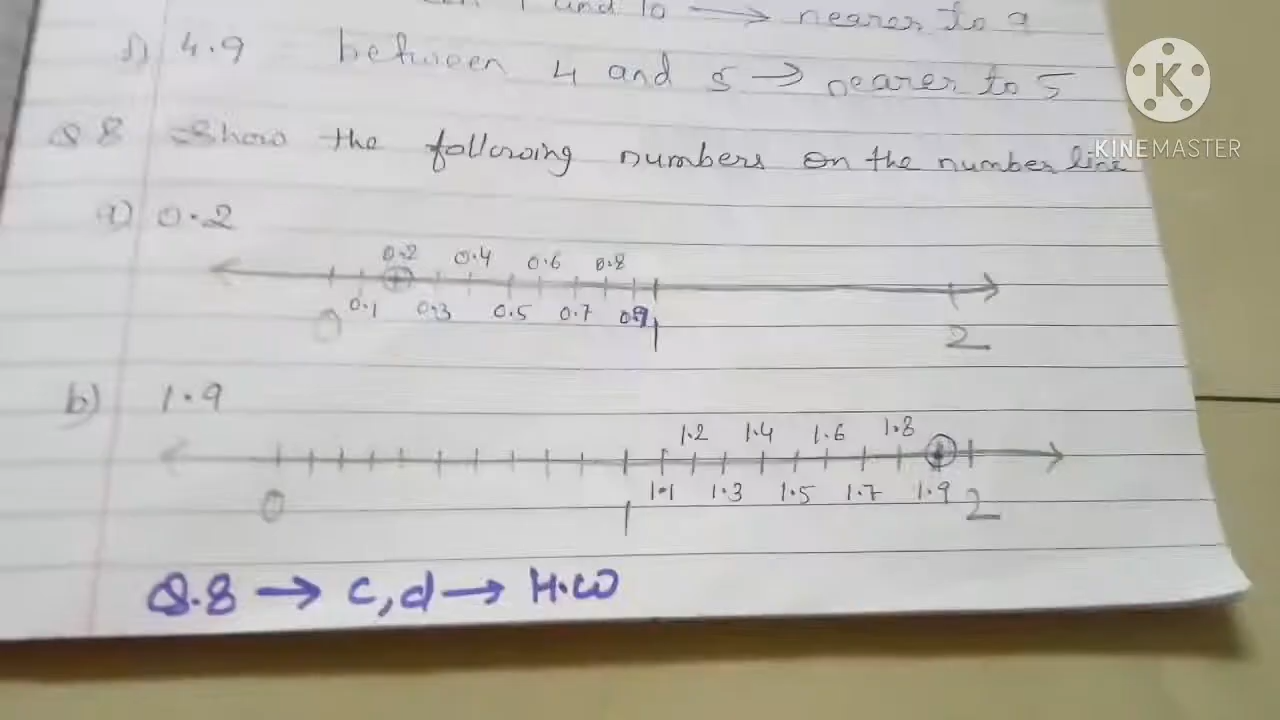 1 and 10 → nearer to 9
f) 4.9 between 4 and 5 → nearer to 5
Q 8 Show the following numbers on the number line
KINEMASTER
a) 0.2
0.2 0.4 0.6 0.8
0 0.1 0.3 0.5 0.7 0.9 1 2
b) 1.9
1.2 1.4 1.6 1.8
0 1 1.1 1.3 1.5 1.7 1.9 2
Q.8 → c,d → H.W